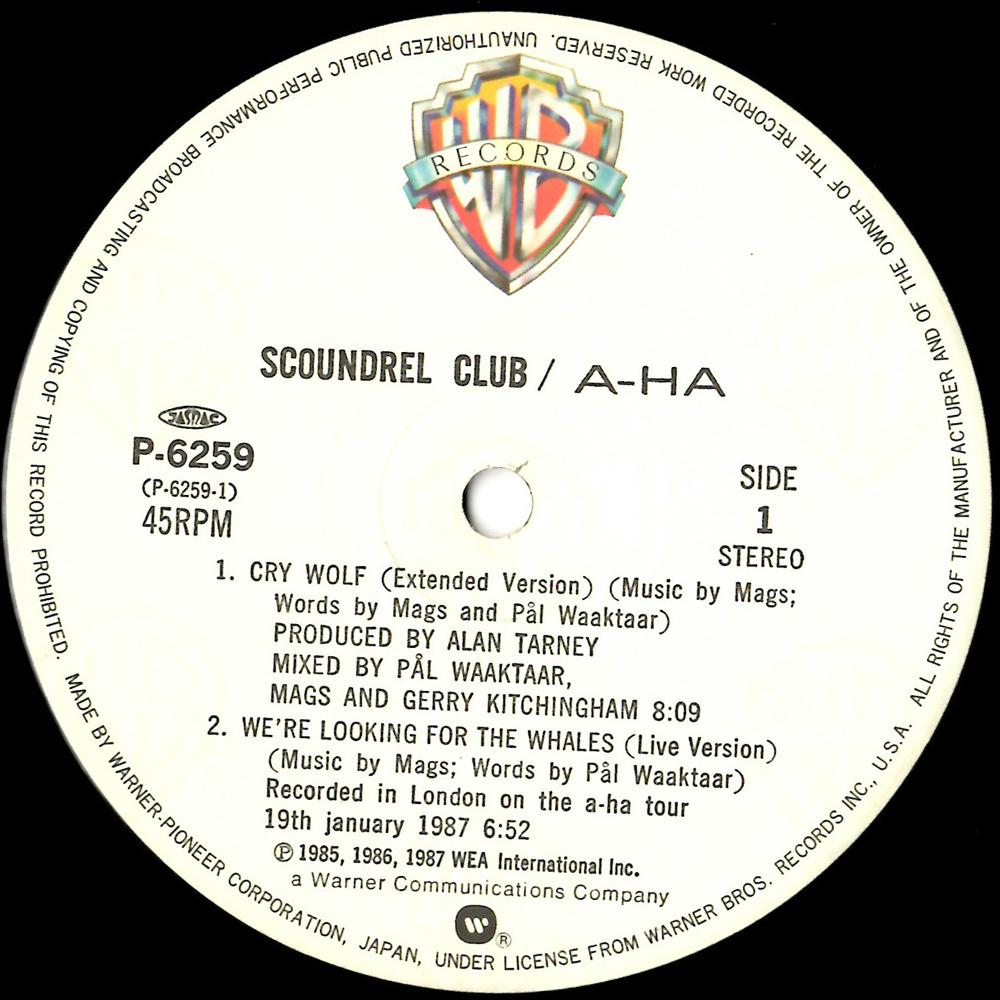 WB
RECORDS
SCOUNDREL CLUB / A-HA
JASRAC
P-6259
(P-6259-1)
45RPM
SIDE
1
STEREO
1. CRY WOLF (Extended Version) (Music by Mags;
Words by Mags and Pål Waaktaar)
PRODUCED BY ALAN TARNEY
MIXED BY PÅL WAAKTAAR,
MAGS AND GERRY KITCHINGHAM 8:09
2. WE'RE LOOKING FOR THE WHALES (Live Version)
(Music by Mags; Words by Pål Waaktaar)
Recorded in London on the a-ha tour
19th january 1987 6:52
Ⓟ 1985, 1986, 1987 WEA International Inc.
a Warner Communications Company
W ®
MADE BY WARNER-PIONEER CORPORATION, JAPAN, UNDER LICENSE FROM WARNER BROS. RECORDS INC., U.S.A. ALL RIGHTS OF THE MANUFACTURER AND OF THE OWNER OF THE RECORDED WORK RESERVED. UNAUTHORIZED PUBLIC PERFORMANCE BROADCASTING AND COPYING OF THIS RECORD PROHIBITED.